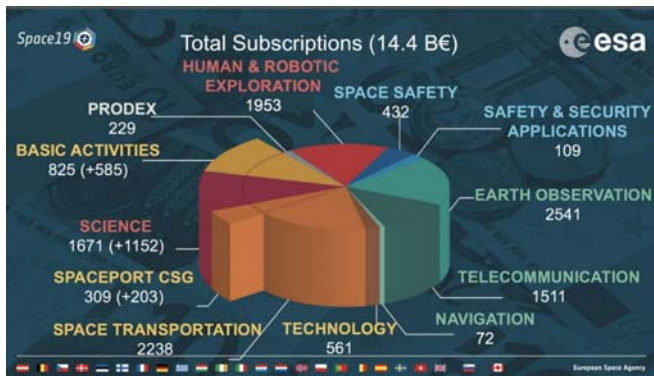 Space19+
Total Subscriptions (14.4 B€)
esa
HUMAN & ROBOTIC
EXPLORATION
1953
SPACE SAFETY
432
PRODEX
229
SAFETY & SECURITY
APPLICATIONS
109
BASIC ACTIVITIES
825 (+585)
EARTH OBSERVATION
2541
SCIENCE
1671 (+1152)
SPACEPORT CSG
309 (+203)
TELECOMMUNICATION
1511
SPACE TRANSPORTATION
2238
TECHNOLOGY
561
NAVIGATION
72
European Space Agency